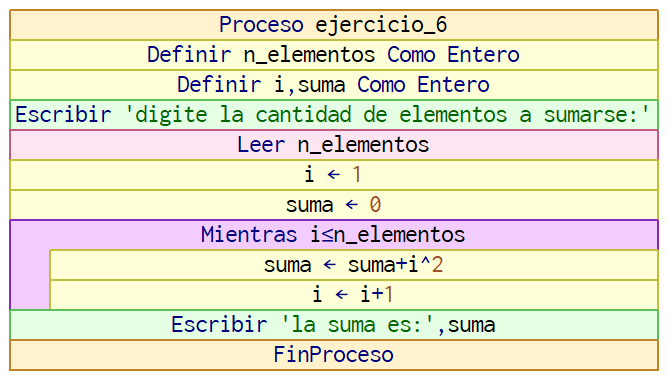 Proceso ejercicio_6
Definir n_elementos Como Entero
Definir i,suma Como Entero
Escribir 'digite la cantidad de elementos a sumarse:'
Leer n_elementos
i ← 1
suma ← 0
Mientras i≤n_elementos
suma ← suma+i^2
i ← i+1
Escribir 'la suma es:',suma
FinProceso